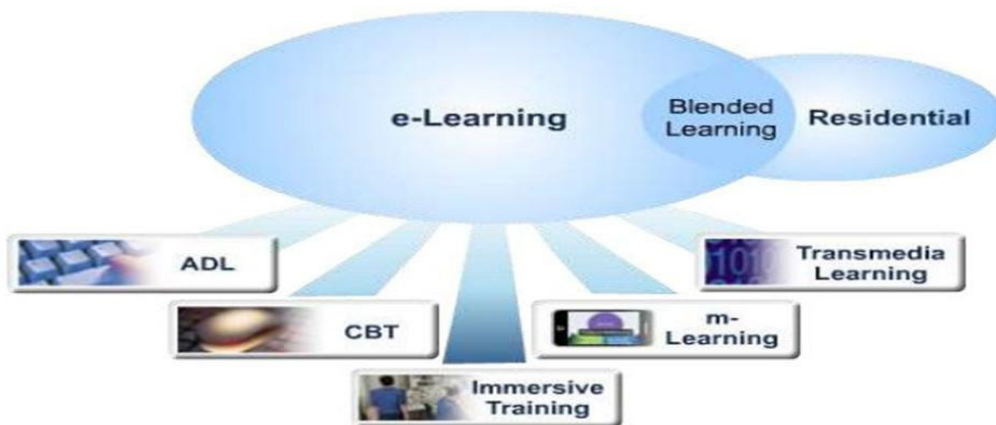 e-Learning
Blended
Learning
Residential
ADL
Transmedia
Learning
CBT
m-
Learning
Immersive
Training